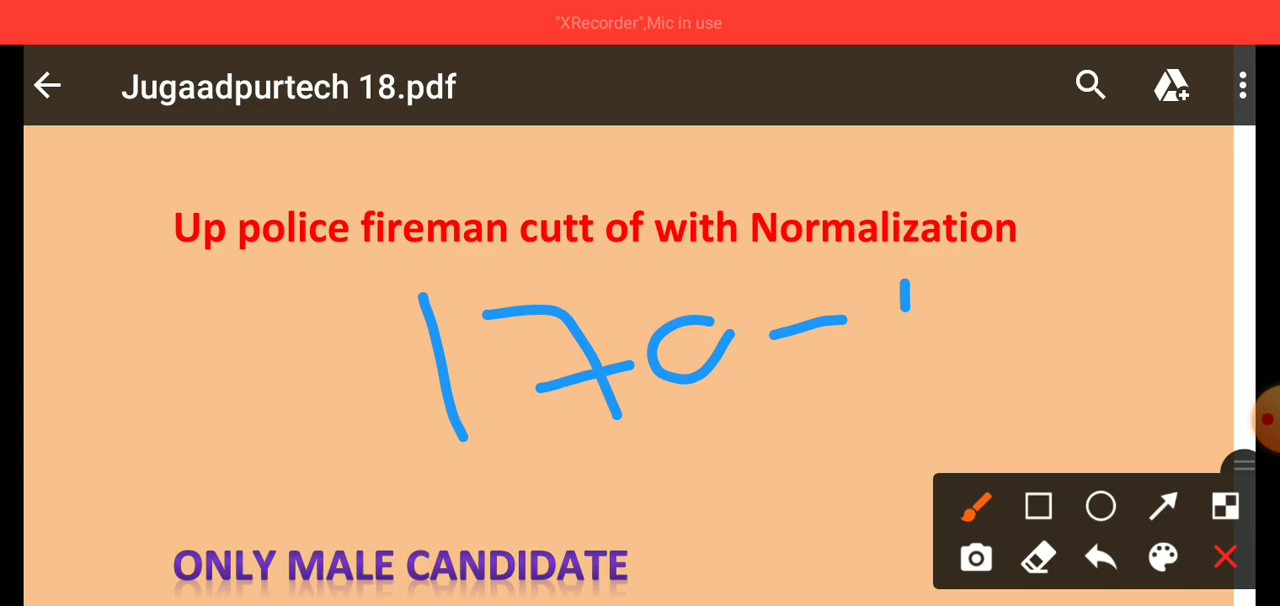 "XRecorder",Mic in use
Jugaadpurtech 18.pdf
Up police fireman cutt of with Normalization
170-
ONLY MALE CANDIDATE